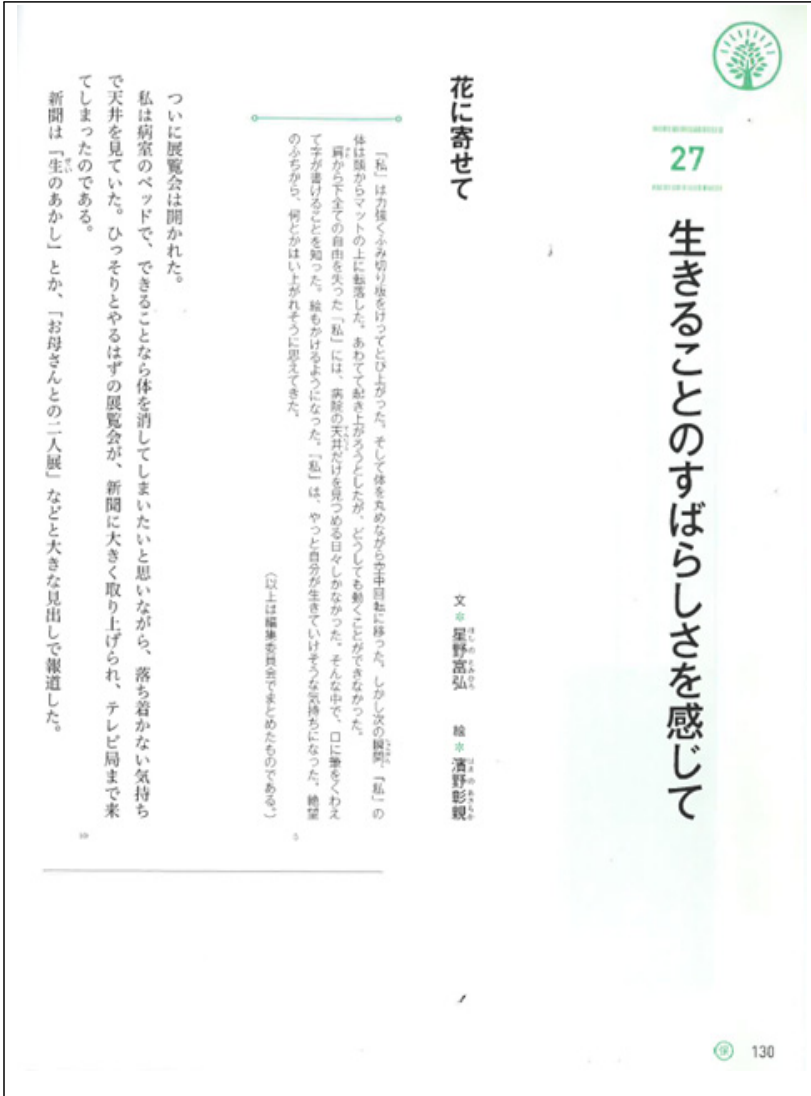 27
生きることのすばらしさを感じて
花に寄せて
文＊星野富弘　絵＊濱野彰親
「私」は力強くふみ切り板をけってとび上がった。そして体を丸めながら空中回転に移った。しかし次の瞬間、「私」の
体は頭からマットの上に転落した。あわてて起き上がろうとしたが、どうしても動くことができなかった。
肩から下全ての自由を失った「私」には、病院の天井だけを見つめる日々しかなかった。そんな中で、口に筆をくわえ
て字が書けることを知った。絵もかけるようになった。「私」は、やっと自分が生きていけそうな気持ちになった。絶望
のふちから、何とかはい上がれそうに思えてきた。
（以上は編集委員会でまとめたものである。）
5
ついに展覧会は開かれた。
私は病室のベッドで、できることなら体を消してしまいたいと思いながら、落ち着かない気持ち
で天井を見ていた。ひっそりとやるはずの展覧会が、新聞に大きく取り上げられ、テレビ局まで来
てしまったのである。
10
新聞は「生のあかし」とか、「お母さんとの二人展」などと大きな見出しで報道した。
130